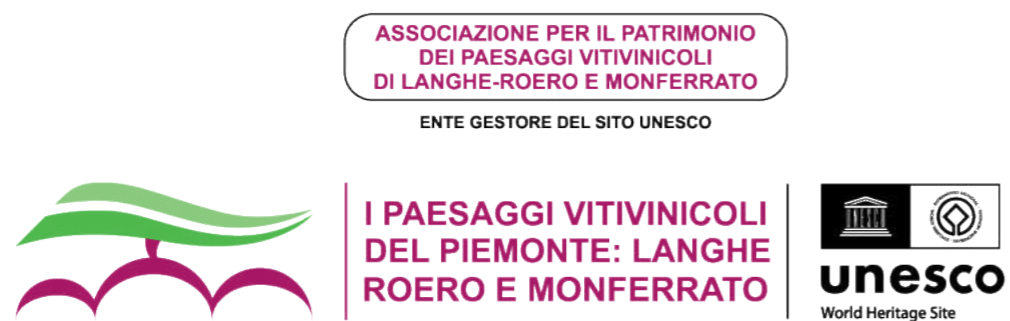 ASSOCIAZIONE PER IL PATRIMONIO
DEI PAESAGGI VITIVINICOLI
DI LANGHE-ROERO E MONFERRATO
ENTE GESTORE DEL SITO UNESCO
I PAESAGGI VITIVINICOLI
DEL PIEMONTE: LANGHE
ROERO E MONFERRATO
UNESCO
unesco
World Heritage Site